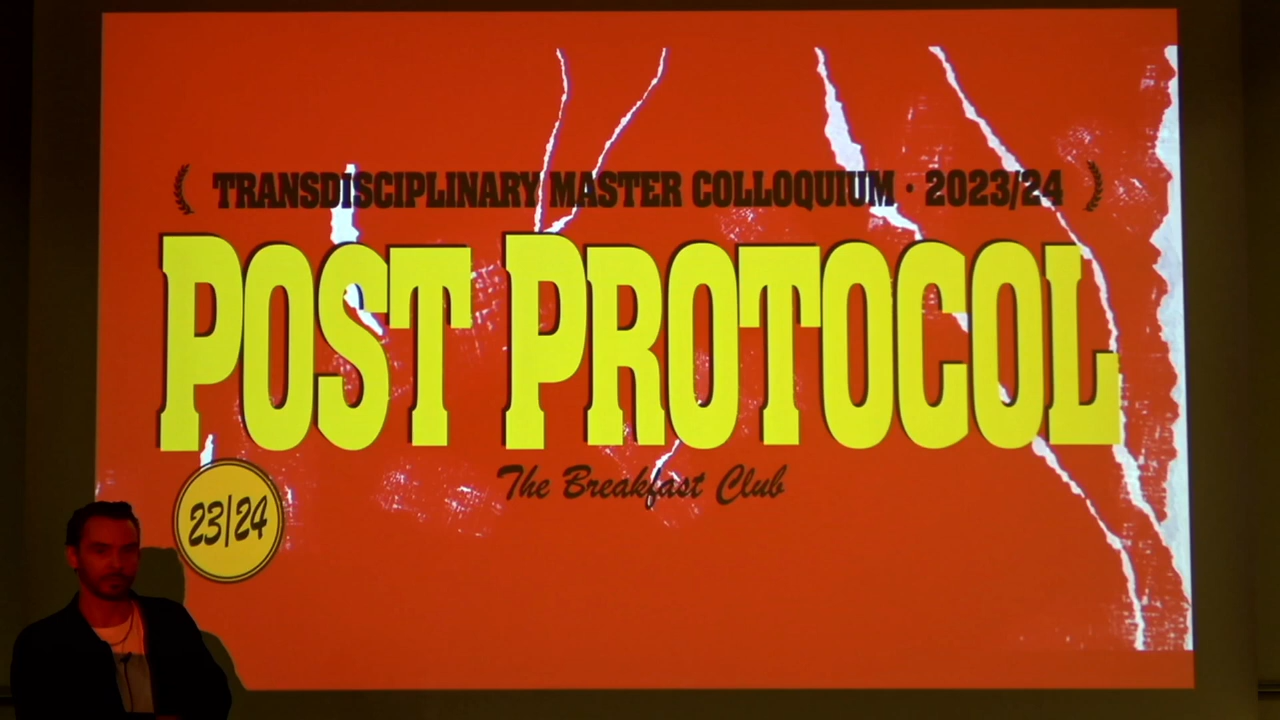 TRANSDISCIPLINARY MASTER COLLOQUIUM · 2023/24
POST PROTOCOL
The Breakfast Club
23|24